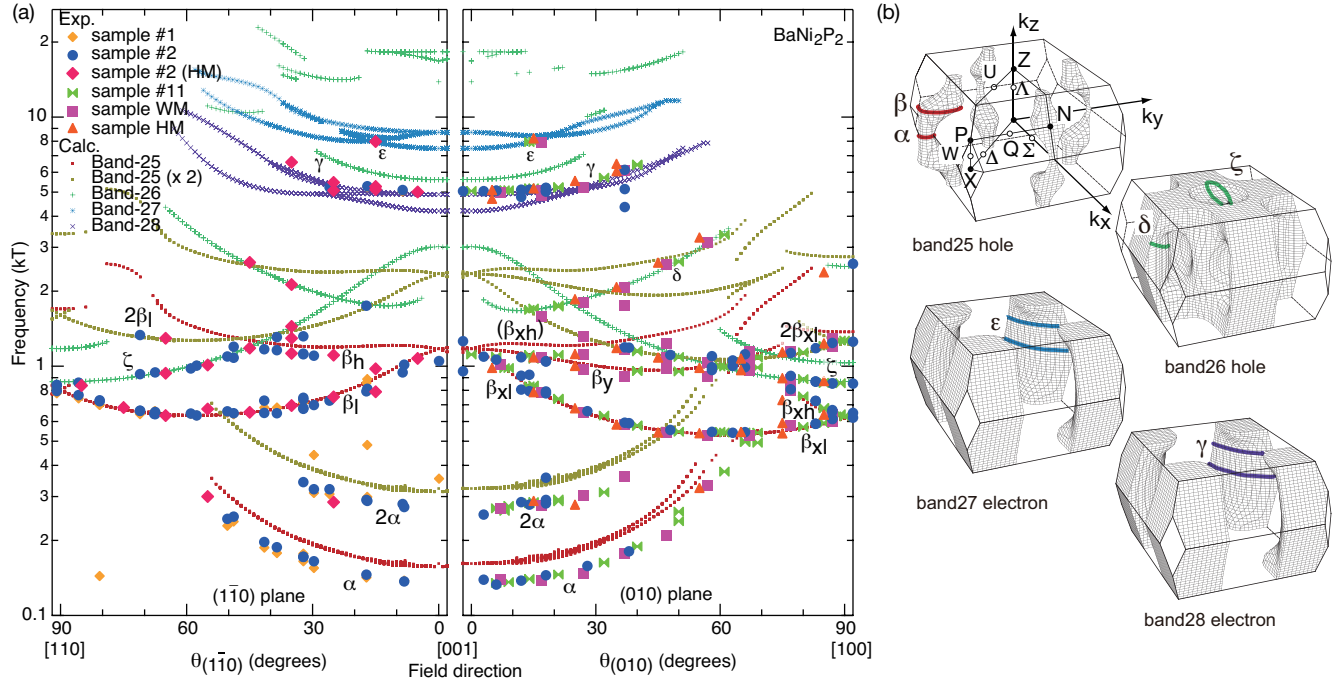 (a)
Exp.
sample #1
sample #2
sample #2 (HM)
sample #11
sample WM
sample HM
Calc.
Band-25
Band-25 (x 2)
Band-26
Band-27
Band-28
BaNi₂P₂
Frequency (kT)
2
10
8
6
5
4
3
2
1
0.8
0.6
0.5
0.4
0.3
0.2
0.1
γ
ε
2βl
ζ
βh
βl
2α
α
(11̄0) plane
ε
γ
δ
(βxh)
2βxl
βxl
βy
ζ
βxh
βxl
2α
α
(010) plane
90
60
30
0
30
60
90
[110]
θ(11̄0) (degrees)
[001]
Field direction
θ(010) (degrees)
[100]
(b)
kz
Z
U
Λ
β
α
N
ky
P
W
Δ
Q
Σ
X
kx
band25 hole
ζ
δ
band26 hole
ε
band27 electron
γ
band28 electron